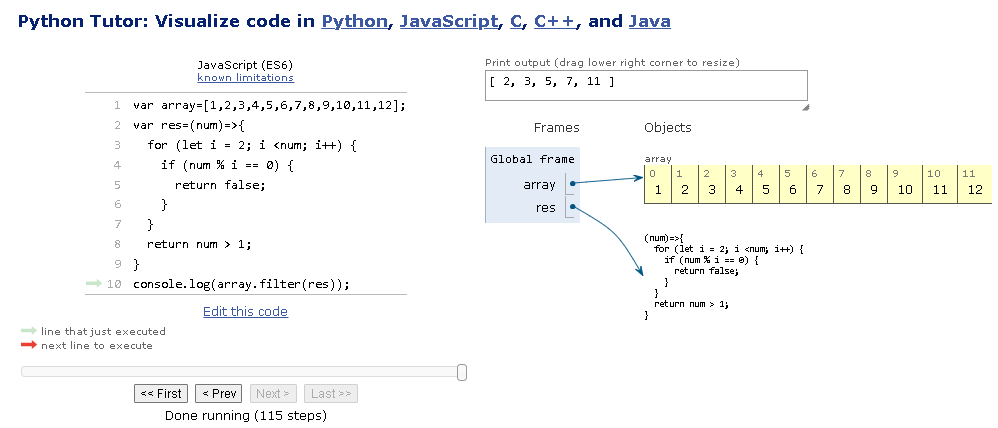 Python Tutor: Visualize code in Python, JavaScript, C, C++, and Java
JavaScript (ES6)
known limitations
1 var array=[1,2,3,4,5,6,7,8,9,10,11,12];
2 var res=(num)=>{
3 for (let i = 2; i <num; i++) {
4 if (num % i == 0) {
5 return false;
6 }
7 }
8 return num > 1;
9 }
10 console.log(array.filter(res));
Edit this code
line that just executed
next line to execute
<< First < Prev Next > Last >>
Done running (115 steps)
Print output (drag lower right corner to resize)
[ 2, 3, 5, 7, 11 ]
Frames Objects
Global frame
array
res
array
0 1 2 3 4 5 6 7 8 9 10 11
1 2 3 4 5 6 7 8 9 10 11 12
(num)=>{
for (let i = 2; i <num; i++) {
if (num % i == 0) {
return false;
}
}
return num > 1;
}